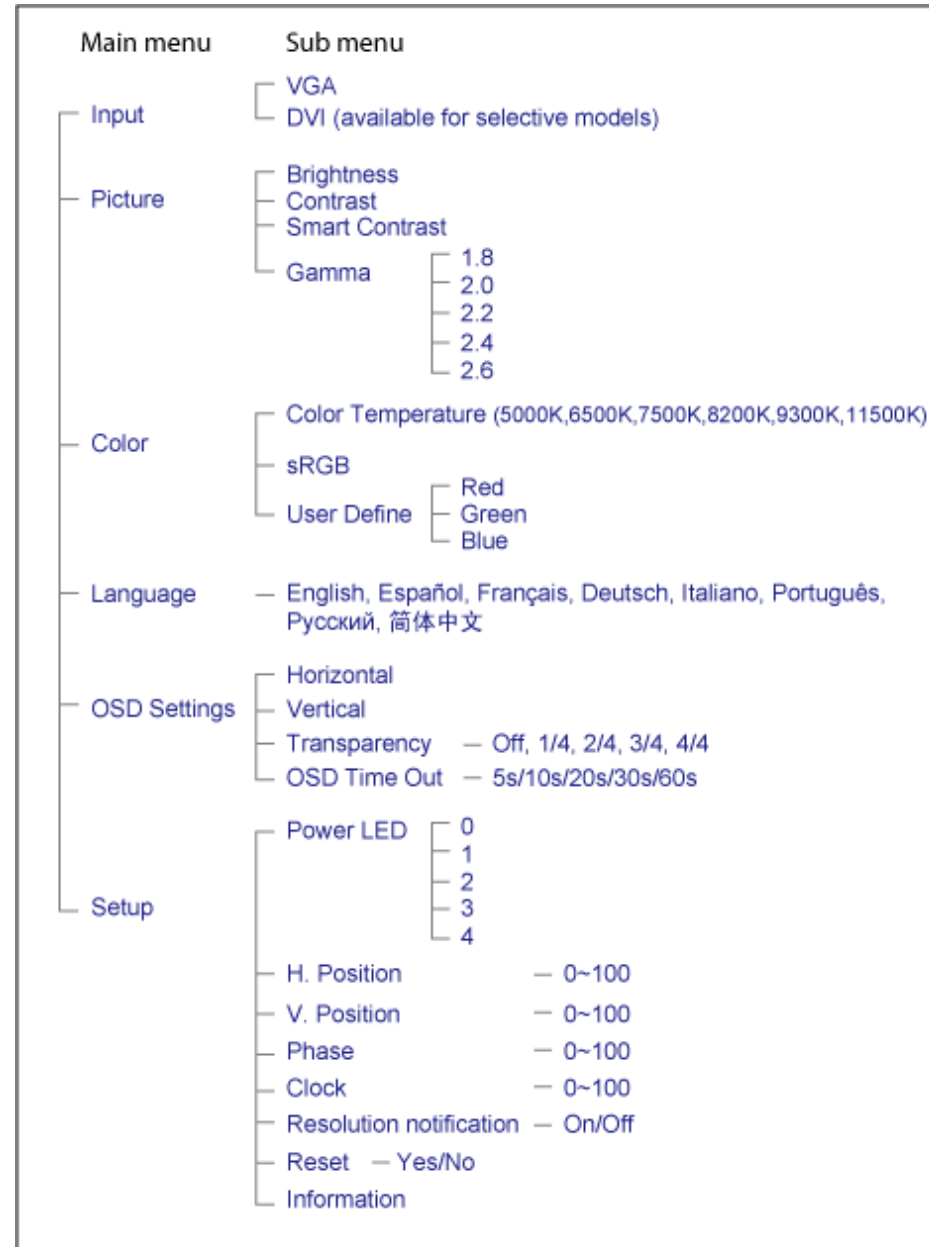 Main menu Sub menu
VGA
Input
DVI (available for selective models)
Brightness
Picture
Contrast
Smart Contrast
Gamma
1.8
2.0
2.2
2.4
2.6
Color Temperature (5000K,6500K,7500K,8200K,9300K,11500K)
Color
sRGB
User Define
Red
Green
Blue
Language
English, Español, Français, Deutsch, Italiano, Português,
Русский, 简体中文
Horizontal
OSD Settings
Vertical
Transparency Off, 1/4, 2/4, 3/4, 4/4
OSD Time Out 5s/10s/20s/30s/60s
Power LED
0
1
2
3
4
Setup
H. Position 0~100
V. Position 0~100
Phase 0~100
Clock 0~100
Resolution notification On/Off
Reset Yes/No
Information